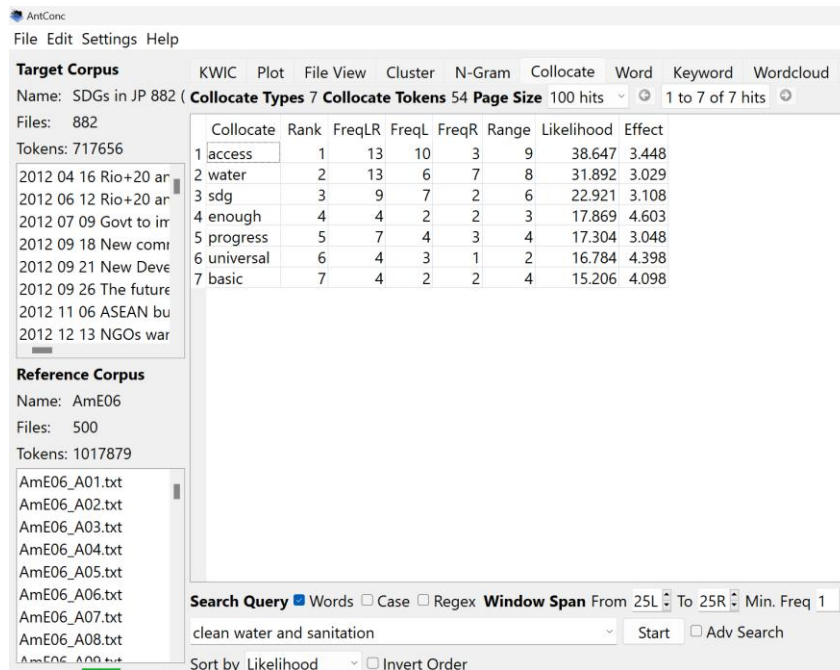 AntConc
File Edit Settings Help
Target Corpus
Name: SDGs in JP 882 (
Files: 882
Tokens: 717656
2012 04 16 Rio+20 an
2012 06 12 Rio+20 an
2012 07 09 Govt to im
2012 09 18 New comr
2012 09 21 New Deve
2012 09 26 The future
2012 11 06 ASEAN bu
2012 12 13 NGOs war
Reference Corpus
Name: AmE06
Files: 500
Tokens: 1017879
AmE06_A01.txt
AmE06_A02.txt
AmE06_A03.txt
AmE06_A04.txt
AmE06_A05.txt
AmE06_A06.txt
AmE06_A07.txt
AmE06_A08.txt
AmE06_A09.txt
KWIC Plot File View Cluster N-Gram Collocate Word Keyword Wordcloud
Collocate Types 7 Collocate Tokens 54 Page Size 100 hits 1 to 7 of 7 hits
Collocate Rank FreqLR FreqL FreqR Range Likelihood Effect
1 access 1 13 10 3 9 38.647 3.448
2 water 2 13 6 7 8 31.892 3.029
3 sdg 3 9 7 2 6 22.921 3.108
4 enough 4 4 2 2 3 17.869 4.603
5 progress 5 7 4 3 4 17.304 3.048
6 universal 6 4 3 1 2 16.784 4.398
7 basic 7 4 2 2 4 15.206 4.098
Search Query Words Case Regex Window Span From 25L To 25R Min. Freq 1
clean water and sanitation Start Adv Search
Sort by Likelihood Invert Order